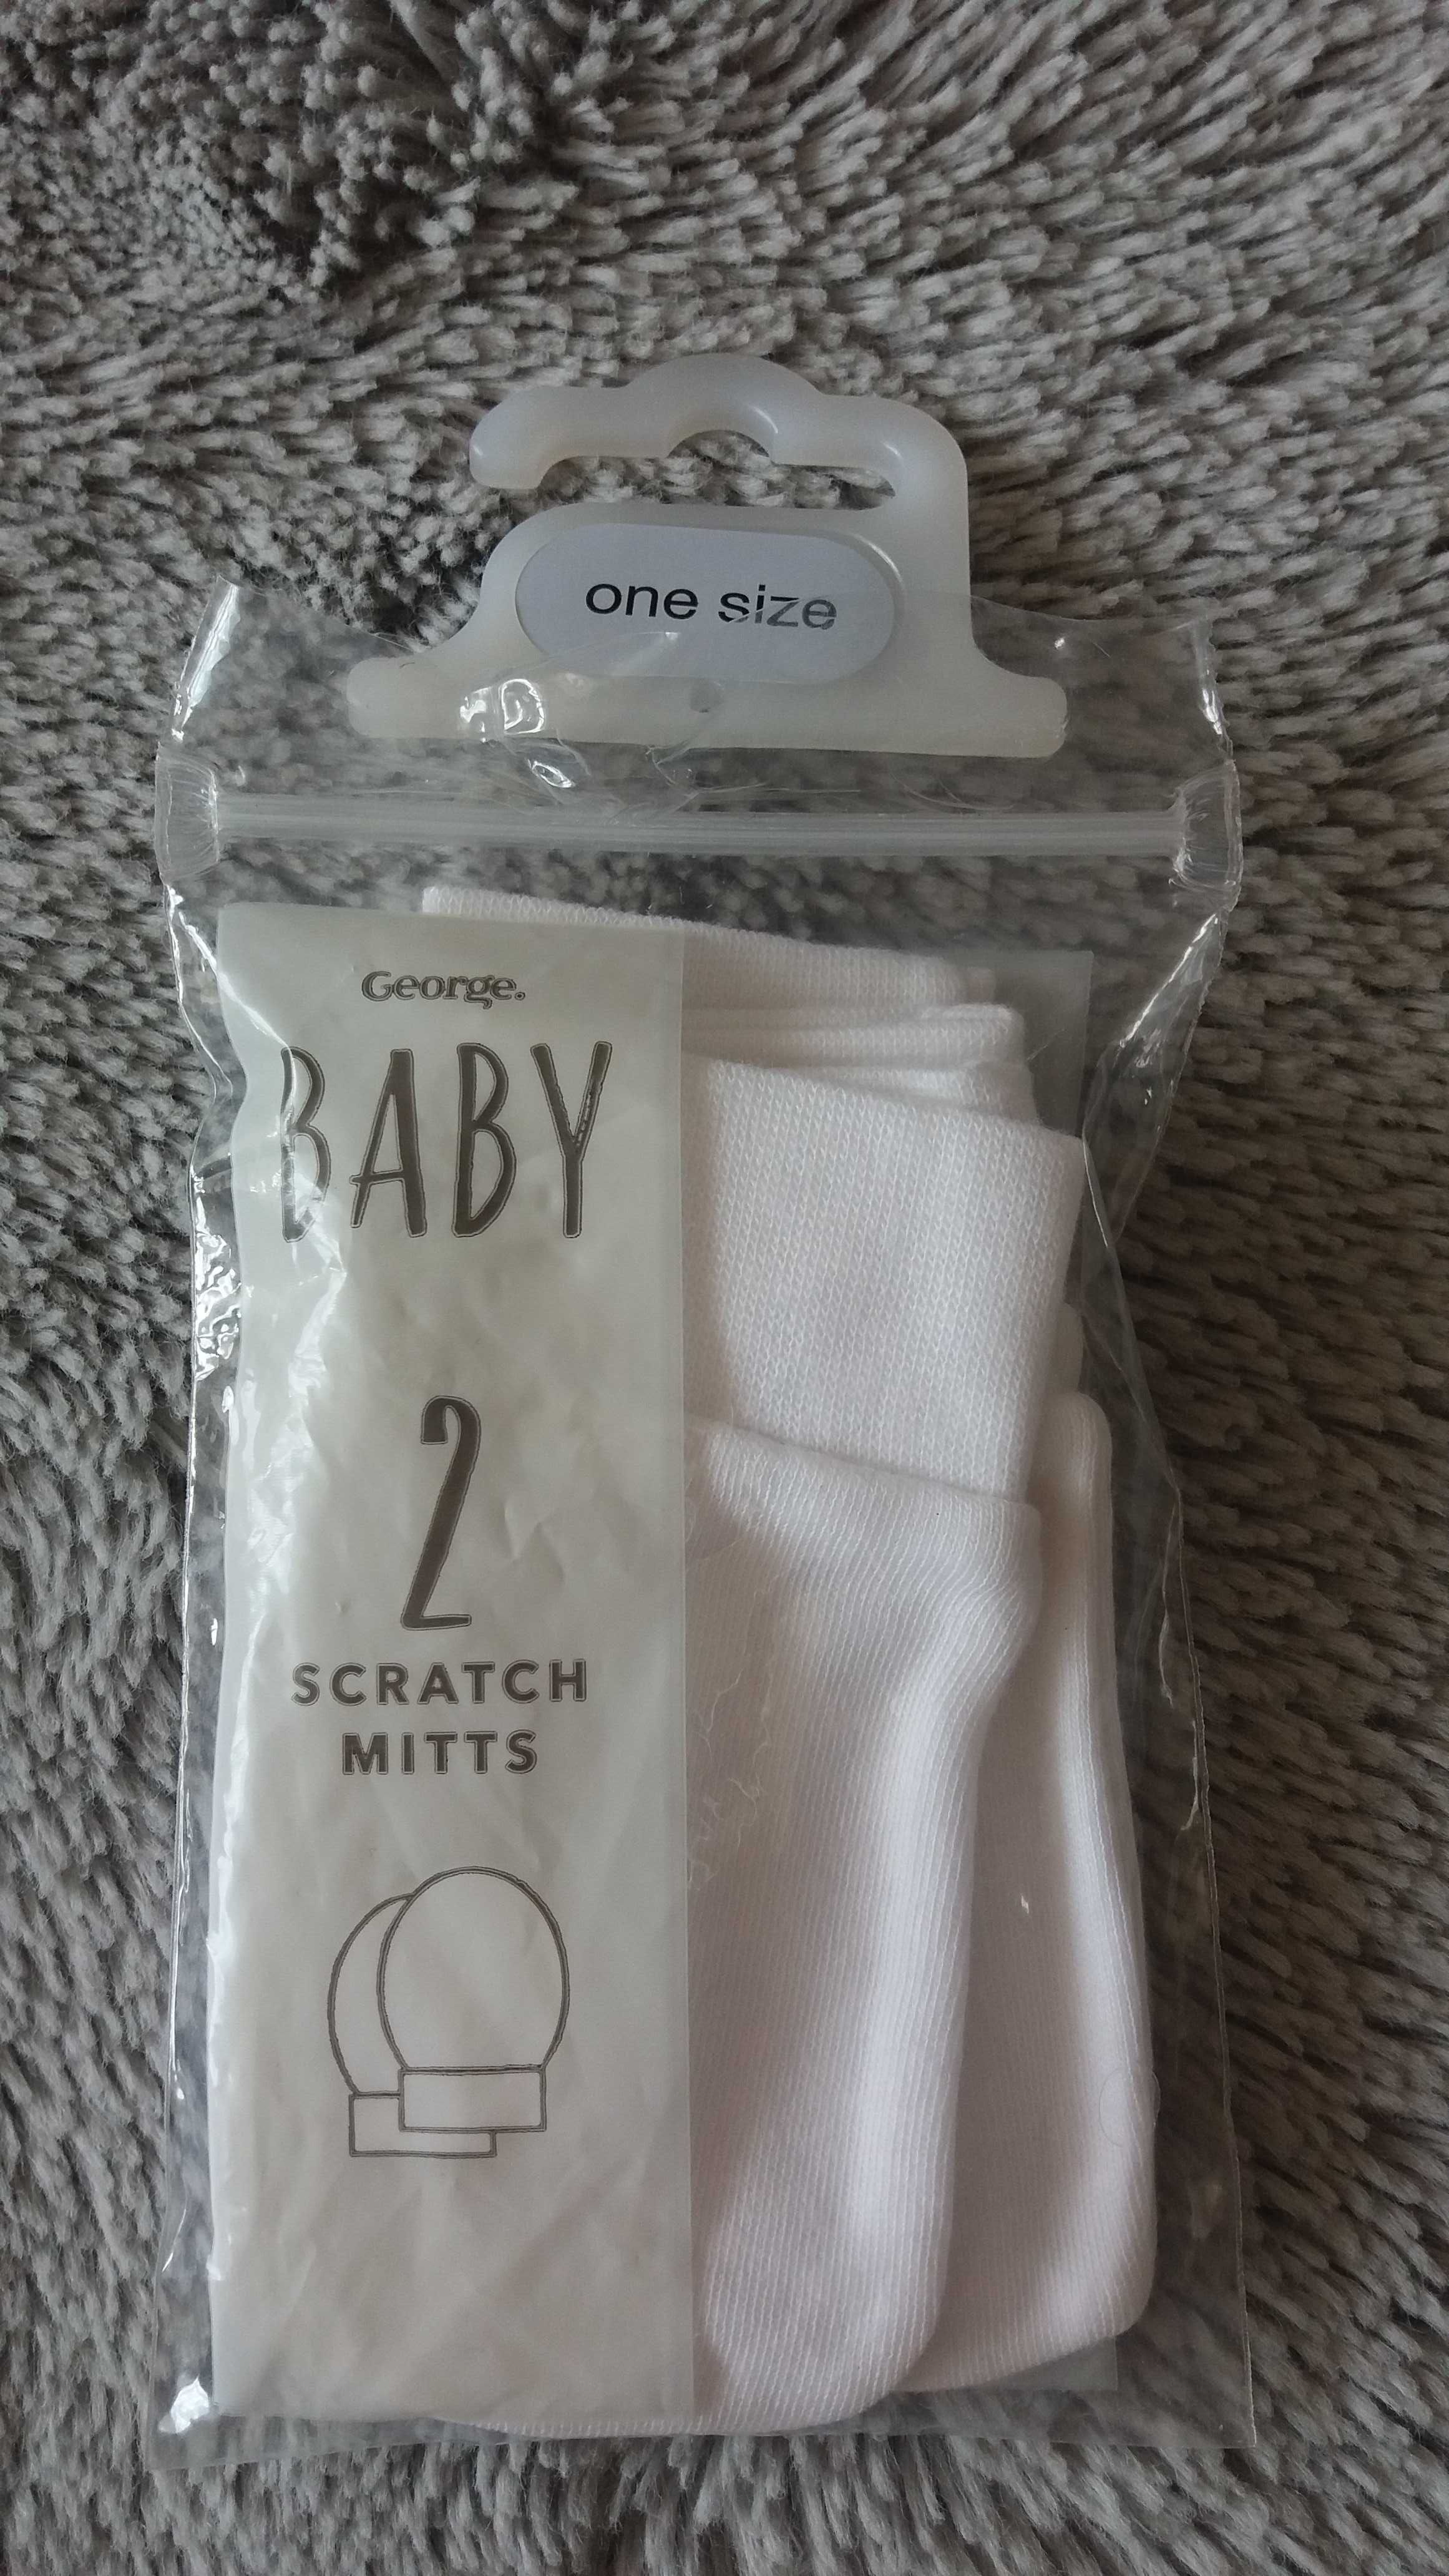 one size
George.
BABY
2
SCRATCH
MITTS